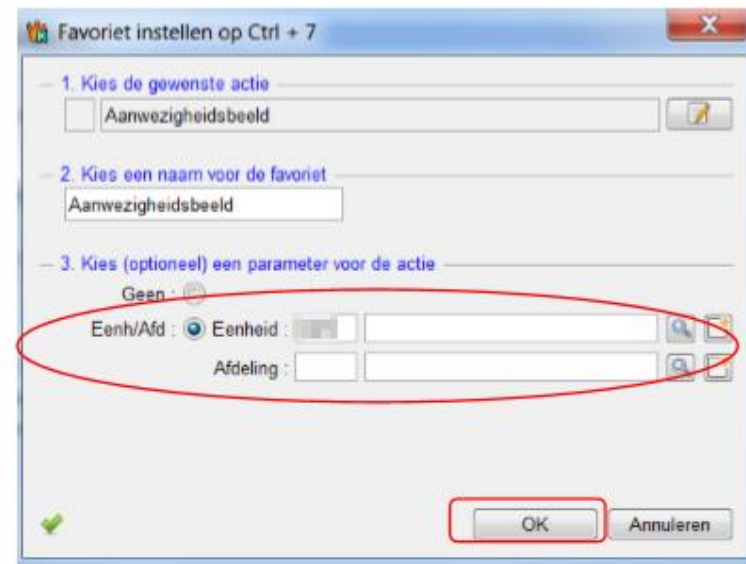 Favoriet instellen op Ctrl + 7
1. Kies de gewenste actie
Aanwezigheidsbeeld
2. Kies een naam voor de favoriet
Aanwezigheidsbeeld
3. Kies (optioneel) een parameter voor de actie
Geen :
Eenh/Afd : Eenheid :
Afdeling :
OK Annuleren